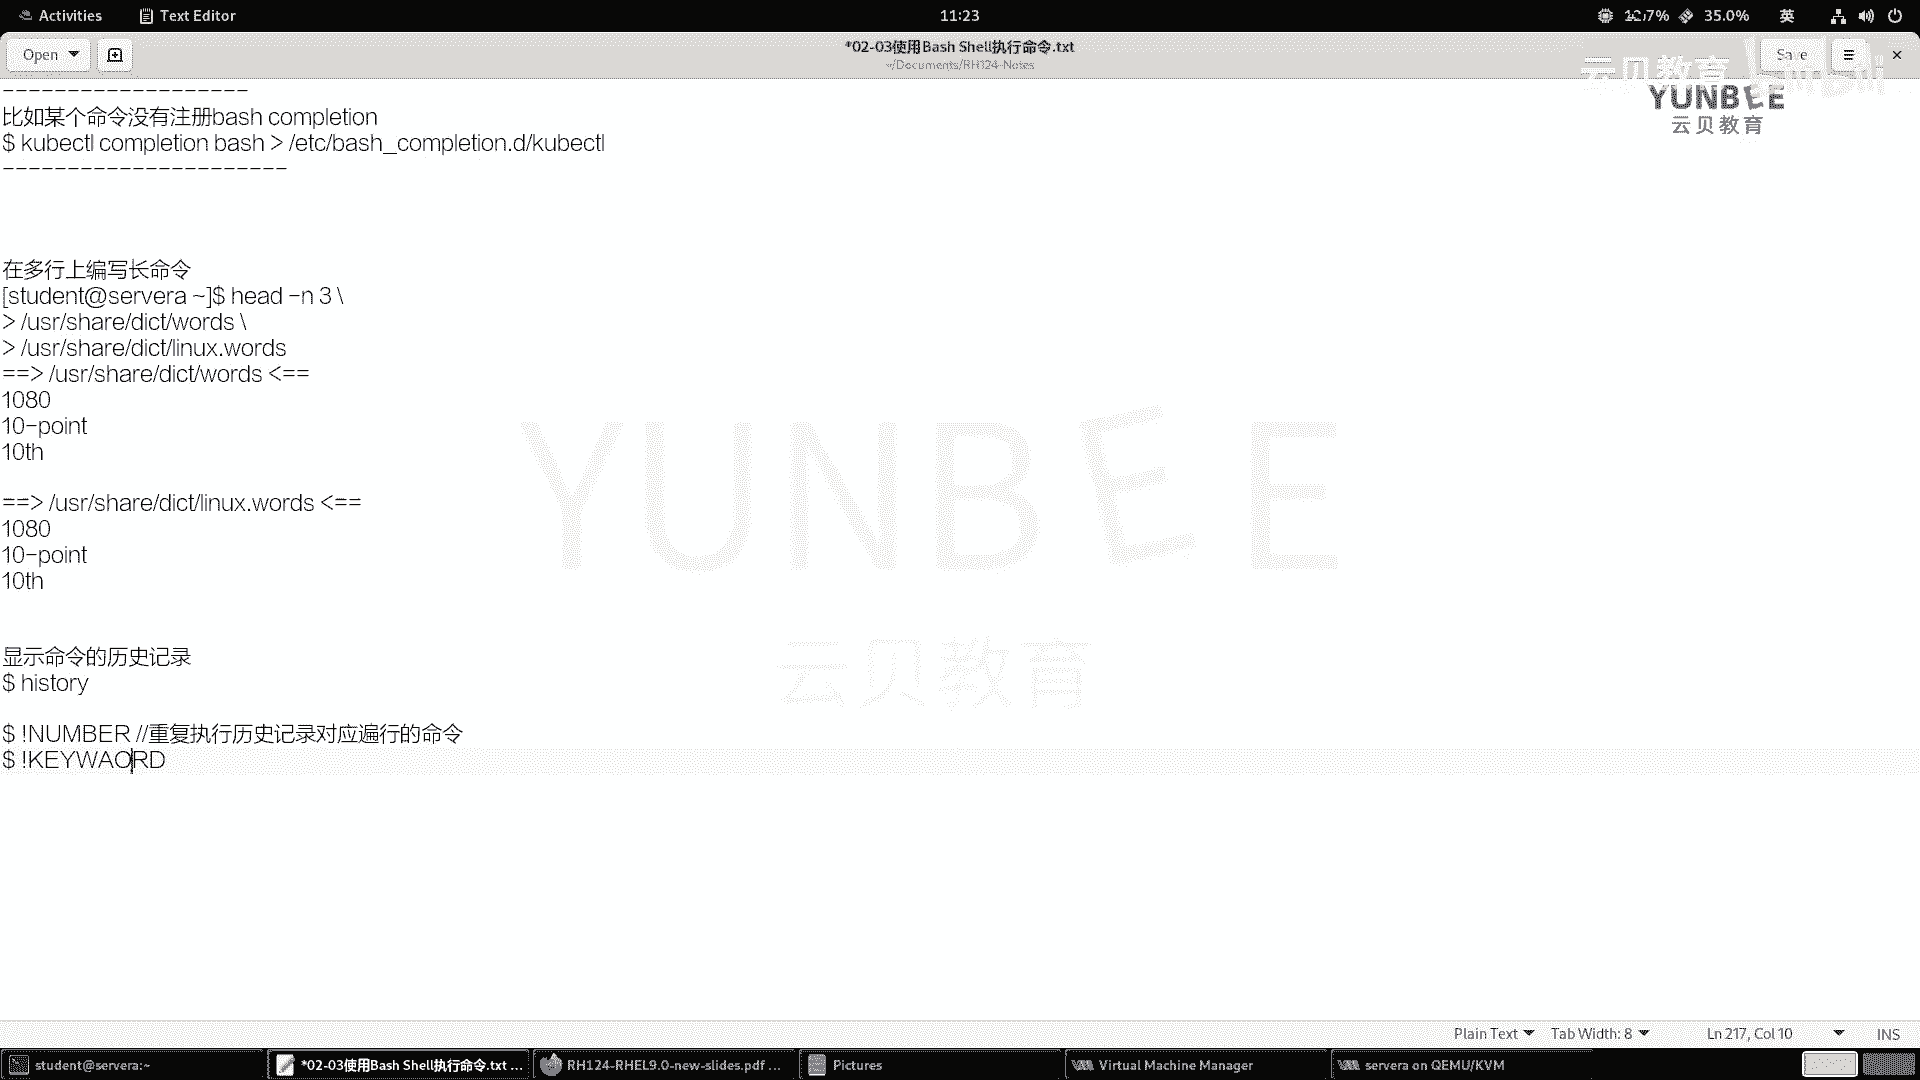 Activities Text Editor 11:23 35.0% 英
Open *02-03使用Bash Shell执行命令.txt Save
~/Documents/RH124-Notes
云贝教育
YUNBEE
云贝教育
-------------------
比如某个命令没有注册bash completion
$ kubectl completion bash > /etc/bash_completion.d/kubectl
----------------------
在多行上编写长命令
[student@servera ~]$ head -n 3 \
> /usr/share/dict/words \
> /usr/share/dict/linux.words
==> /usr/share/dict/words <==
1080
10-point
10th
==> /usr/share/dict/linux.words <==
1080
10-point
10th
显示命令的历史记录
$ history
$ !NUMBER //重复执行历史记录对应遍行的命令
$ !KEYWAORD
YUNBEE
云贝教育
Plain Text Tab Width: 8 Ln 217, Col 10 INS
student@servera:~ *02-03使用Bash Shell执行命令.txt ... RH124-RHEL9.0-new-slides.pdf ... Pictures Virtual Machine Manager servera on QEMU/KVM